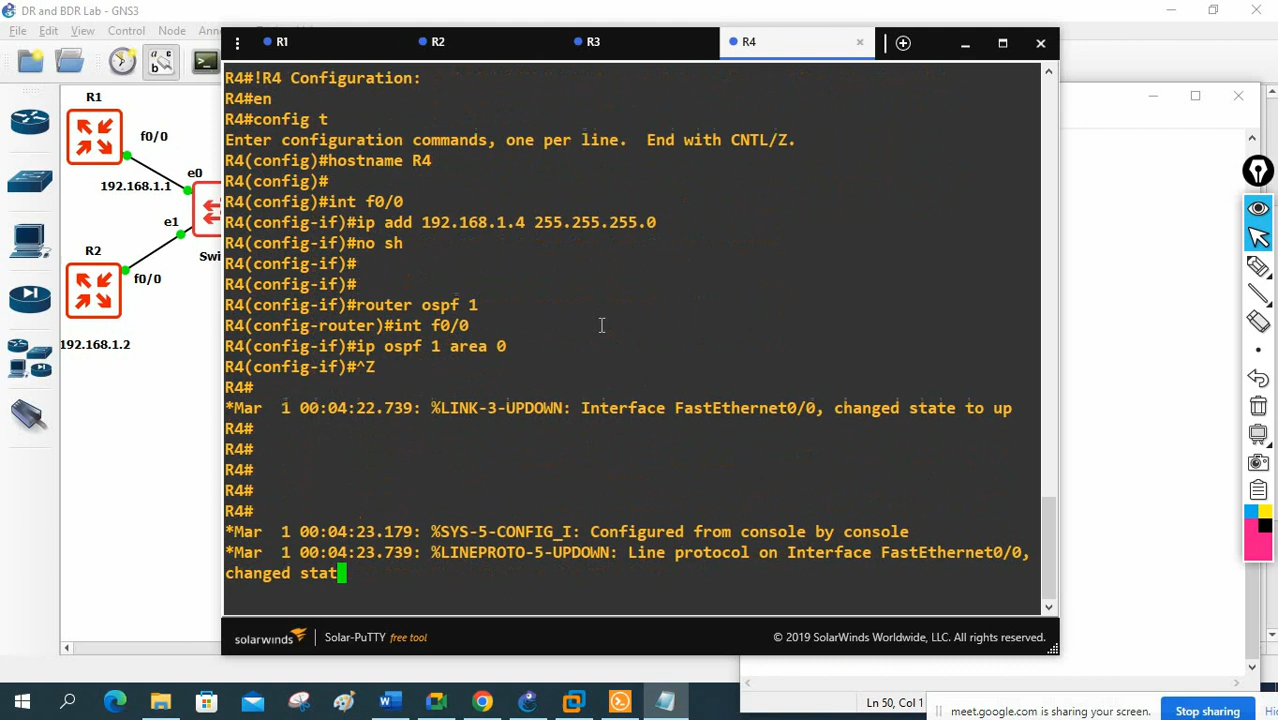 DR and BDR Lab - GNS3
File Edit View Control Node Ann
R1 R2 R3 R4
R1
f0/0
e0
192.168.1.1
e1
R2
Swi
f0/0
192.168.1.2
R4#!R4 Configuration:
R4#en
R4#config t
Enter configuration commands, one per line.  End with CNTL/Z.
R4(config)#hostname R4
R4(config)#
R4(config)#int f0/0
R4(config-if)#ip add 192.168.1.4 255.255.255.0
R4(config-if)#no sh
R4(config-if)#
R4(config-if)#
R4(config-if)#router ospf 1
R4(config-router)#int f0/0
R4(config-if)#ip ospf 1 area 0
R4(config-if)#^Z
R4#
*Mar  1 00:04:22.739: %LINK-3-UPDOWN: Interface FastEthernet0/0, changed state to up
R4#
R4#
R4#
R4#
R4#
*Mar  1 00:04:23.179: %SYS-5-CONFIG_I: Configured from console by console
*Mar  1 00:04:23.739: %LINEPROTO-5-UPDOWN: Line protocol on Interface FastEthernet0/0,
changed stat
solarwinds Solar-PuTTY free tool © 2019 SolarWinds Worldwide, LLC. All rights reserved.
Ln 50, Col 1
meet.google.com is sharing your screen. Stop sharing Hi